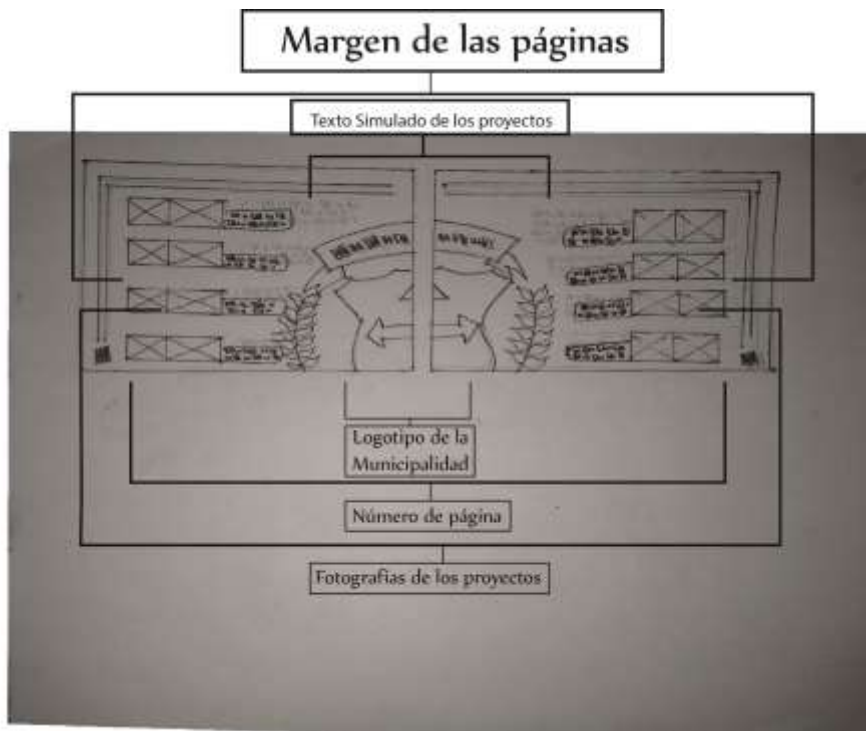 Margen de las páginas
Texto Simulado de los proyectos
Logotipo de la
Municipalidad
Número de página
Fotografias de los proyectos